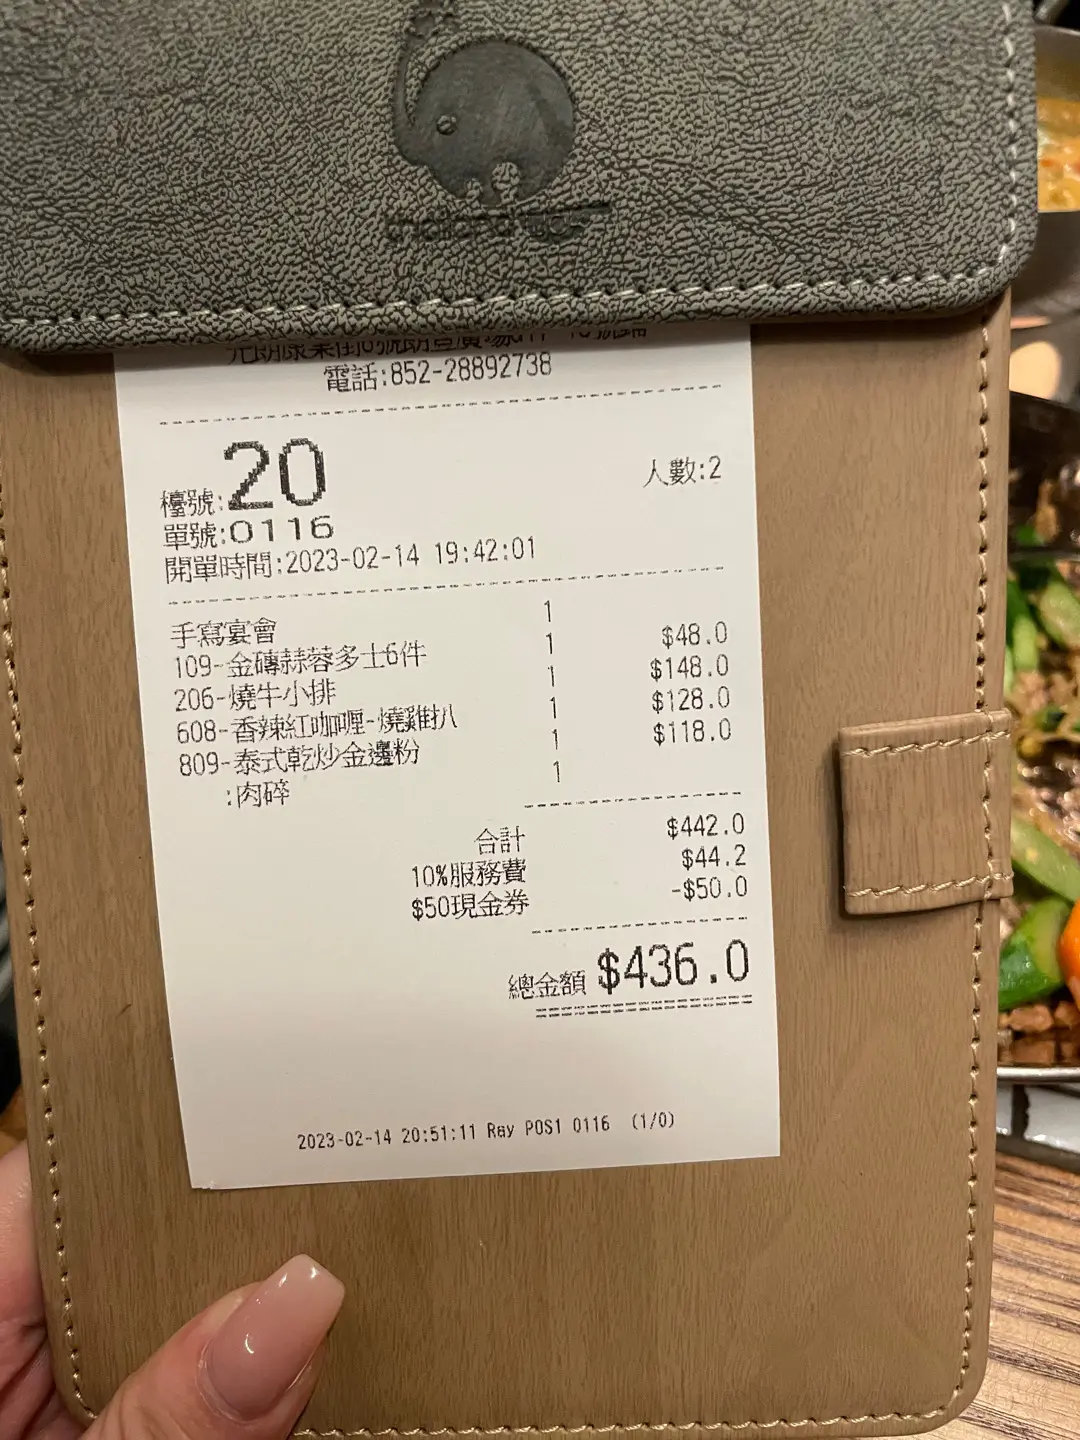 電話:852-28892738
檯號:20
人數:2
單號:0116
開單時間:2023-02-14 19:42:01
手寫宴會 1
109-金磚蒜蓉多士6件 1 $48.0
206-燒牛小排 1 $148.0
608-香辣紅咖喱-燒雞扒 1 $128.0
809-泰式乾炒金邊粉 1 $118.0
:肉碎 1
合計 $442.0
10%服務費 $44.2
$50現金券 -$50.0
總金額 $436.0
2023-02-14 20:51:11 Ray POS1 0116 (1/0)